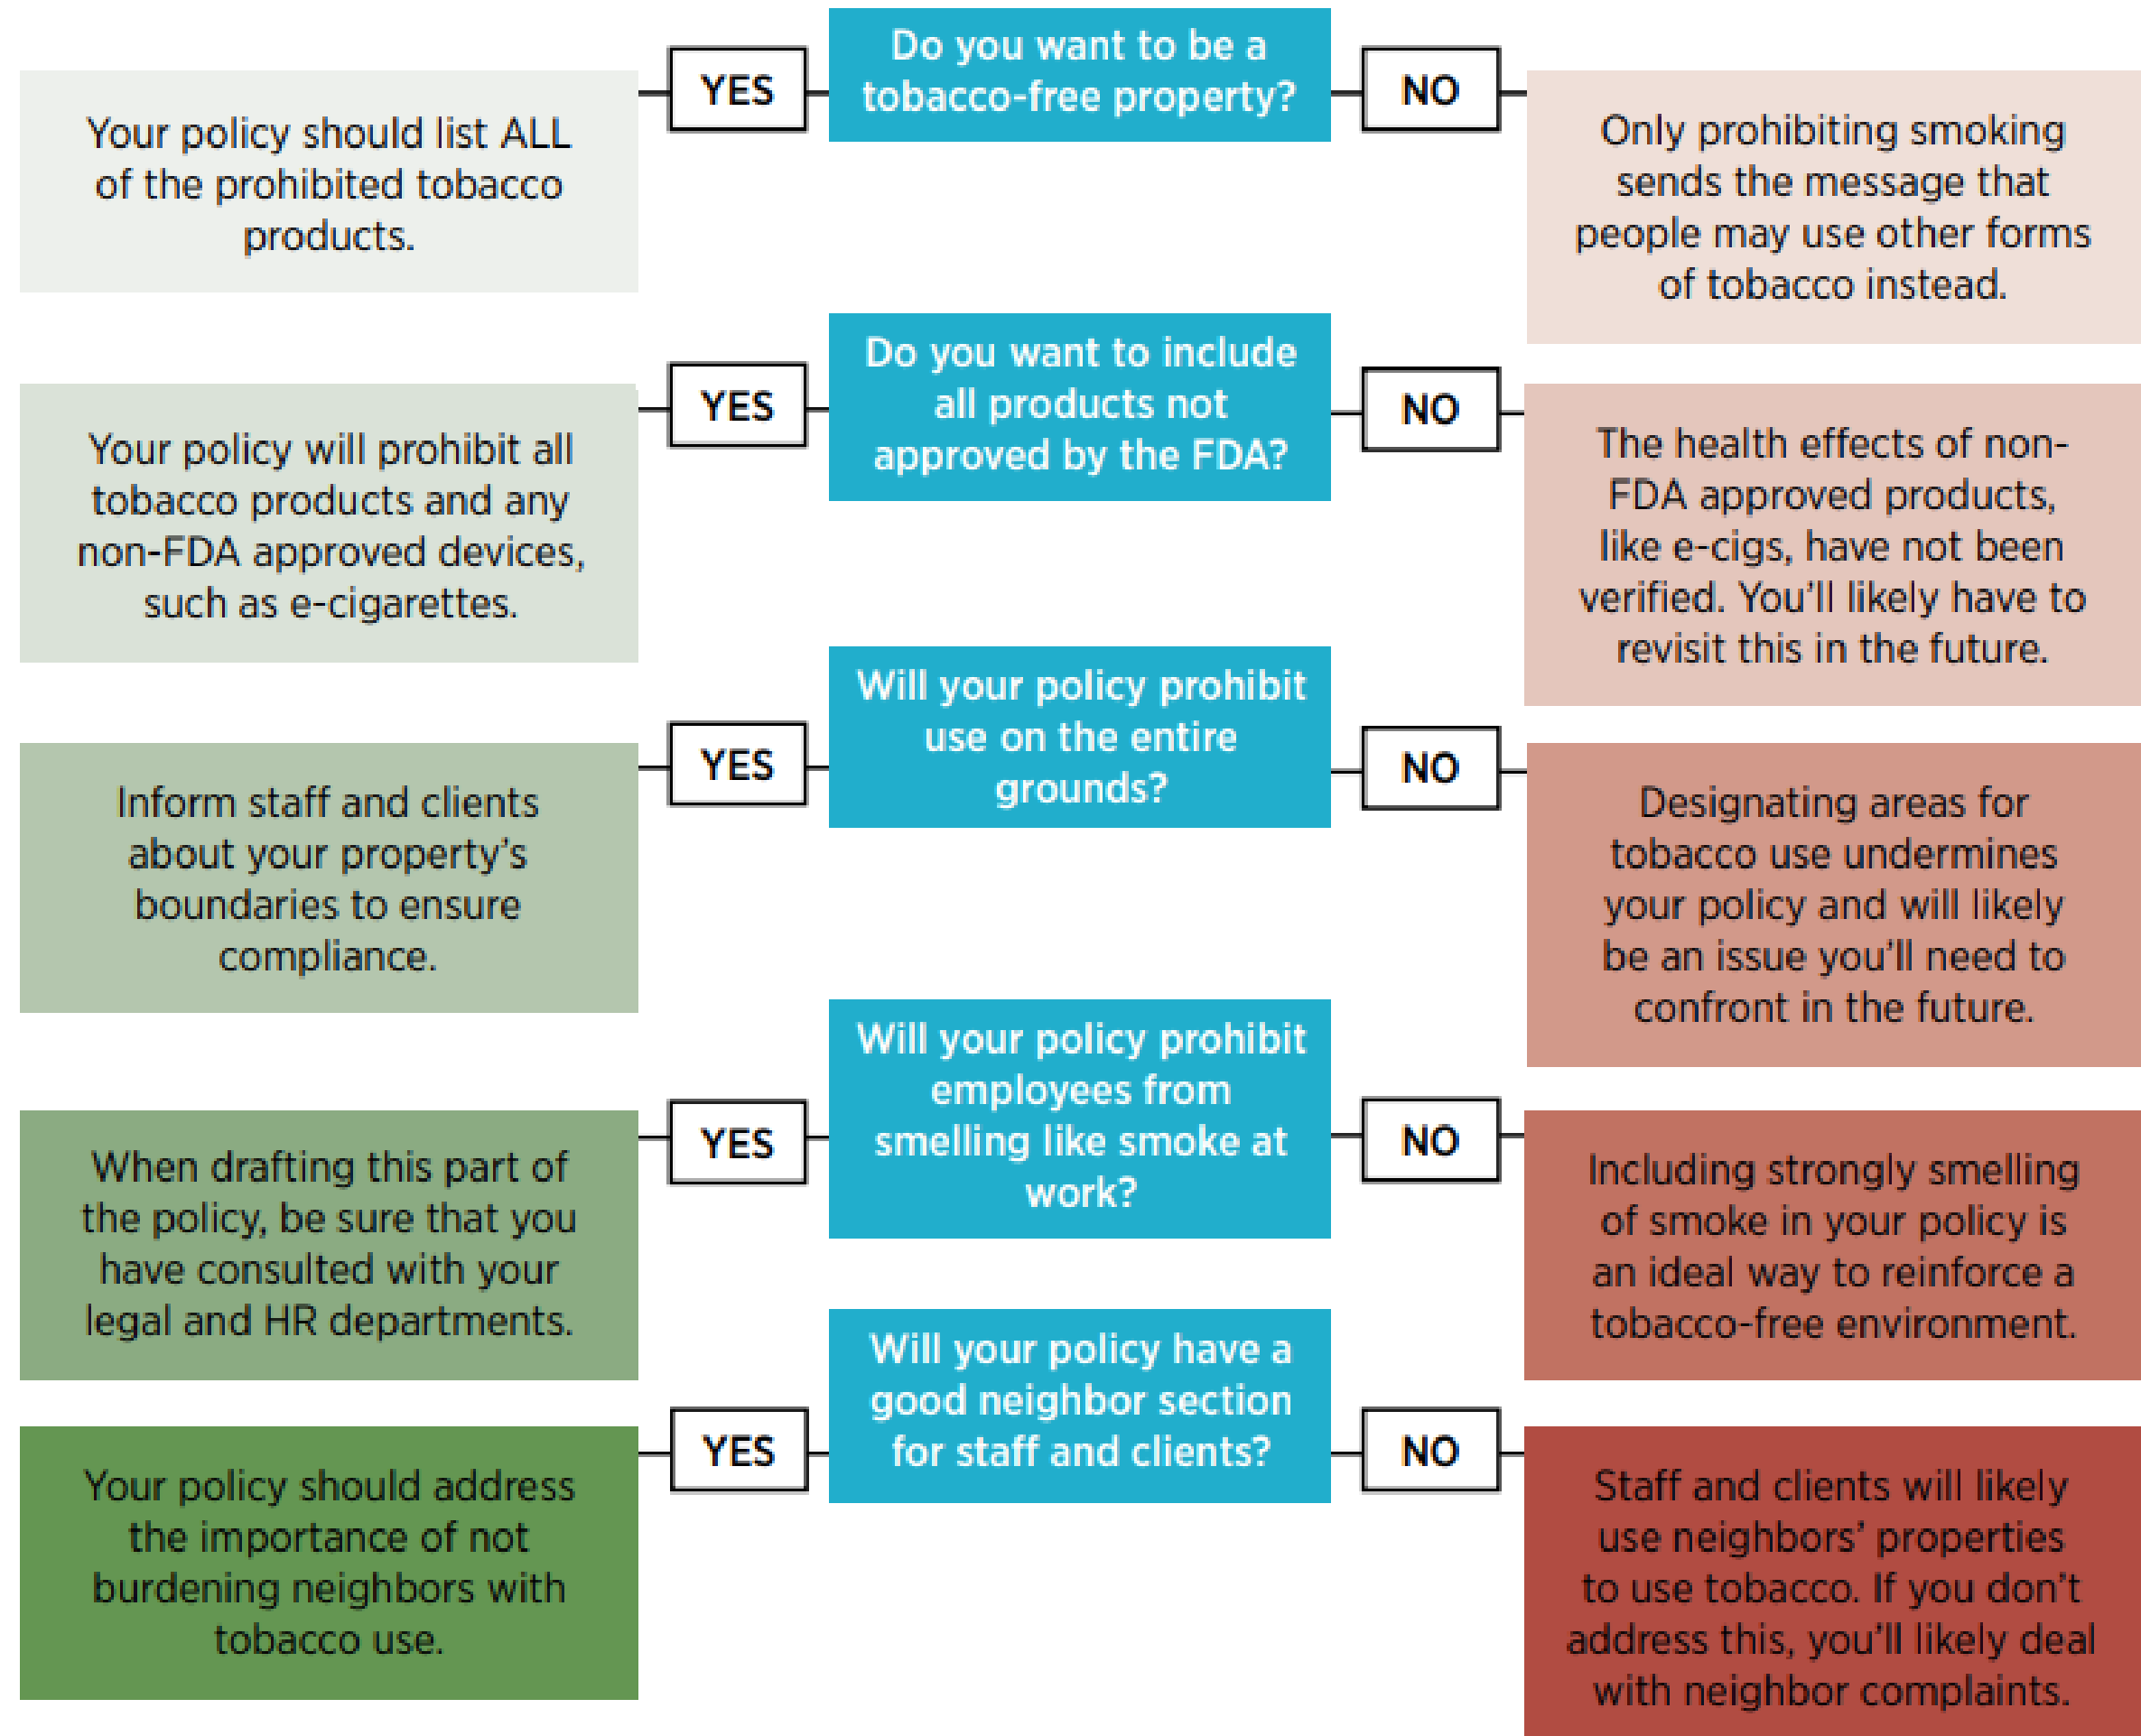 Do you want to be a
tobacco-free property?
YES
NO
Your policy should list ALL
of the prohibited tobacco
products.
Only prohibiting smoking
sends the message that
people may use other forms
of tobacco instead.
Do you want to include
all products not
approved by the FDA?
YES
NO
Your policy will prohibit all
tobacco products and any
non-FDA approved devices,
such as e-cigarettes.
The health effects of non-
FDA approved products,
like e-cigs, have not been
verified. You’ll likely have to
revisit this in the future.
Will your policy prohibit
use on the entire
grounds?
YES
NO
Inform staff and clients
about your property’s
boundaries to ensure
compliance.
Designating areas for
tobacco use undermines
your policy and will likely
be an issue you’ll need to
confront in the future.
Will your policy prohibit
employees from
smelling like smoke at
work?
YES
NO
When drafting this part of
the policy, be sure that you
have consulted with your
legal and HR departments.
Including strongly smelling
of smoke in your policy is
an ideal way to reinforce a
tobacco-free environment.
Will your policy have a
good neighbor section
for staff and clients?
YES
NO
Your policy should address
the importance of not
burdening neighbors with
tobacco use.
Staff and clients will likely
use neighbors’ properties
to use tobacco. If you don’t
address this, you’ll likely deal
with neighbor complaints.